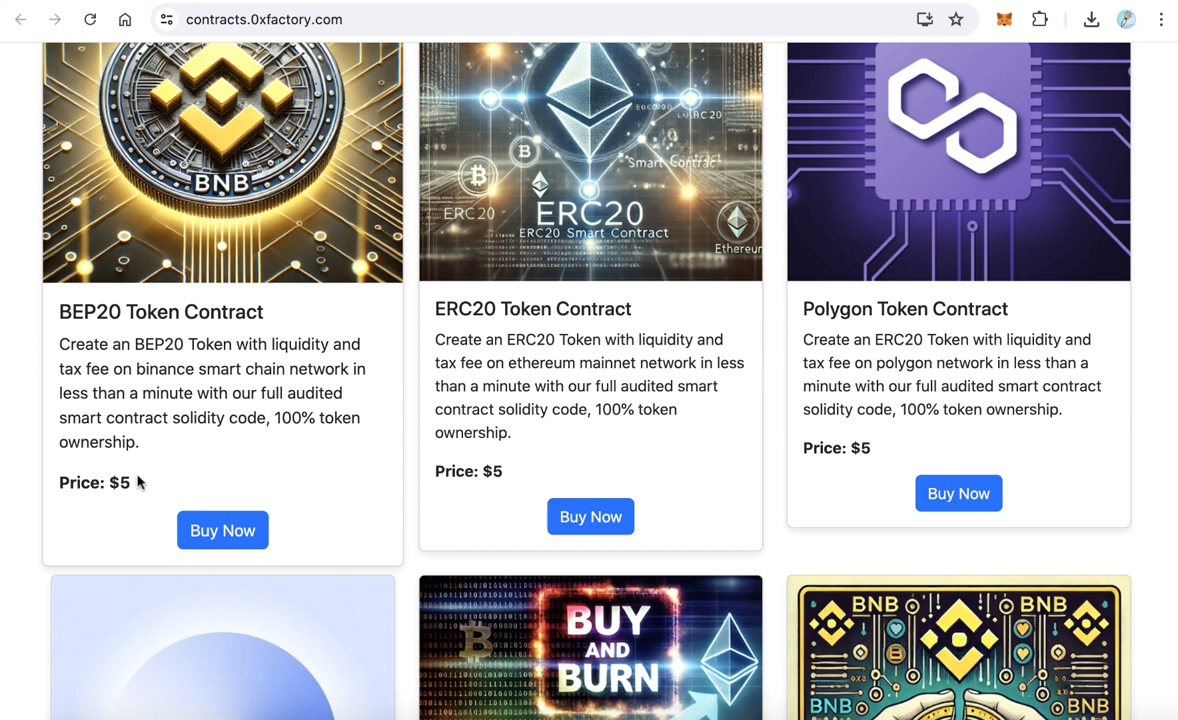 contracts.0xfactory.com
BNB
ERC20
Smart Contract
ERC20
ERC20 Smart Contract
BEP20 Token Contract
Create an BEP20 Token with liquidity and
tax fee on binance smart chain network in
less than a minute with our full audited
smart contract solidity code, 100% token
ownership.
Price: $5
Buy Now
ERC20 Token Contract
Create an ERC20 Token with liquidity and
tax fee on ethereum mainnet network in less
than a minute with our full audited smart
contract solidity code, 100% token
ownership.
Price: $5
Buy Now
Polygon Token Contract
Create an ERC20 Token with liquidity and
tax fee on polygon network in less than a
minute with our full audited smart contract
solidity code, 100% token ownership.
Price: $5
Buy Now
BUY
AND
BURN
BNB
BNB
BNB
BNB